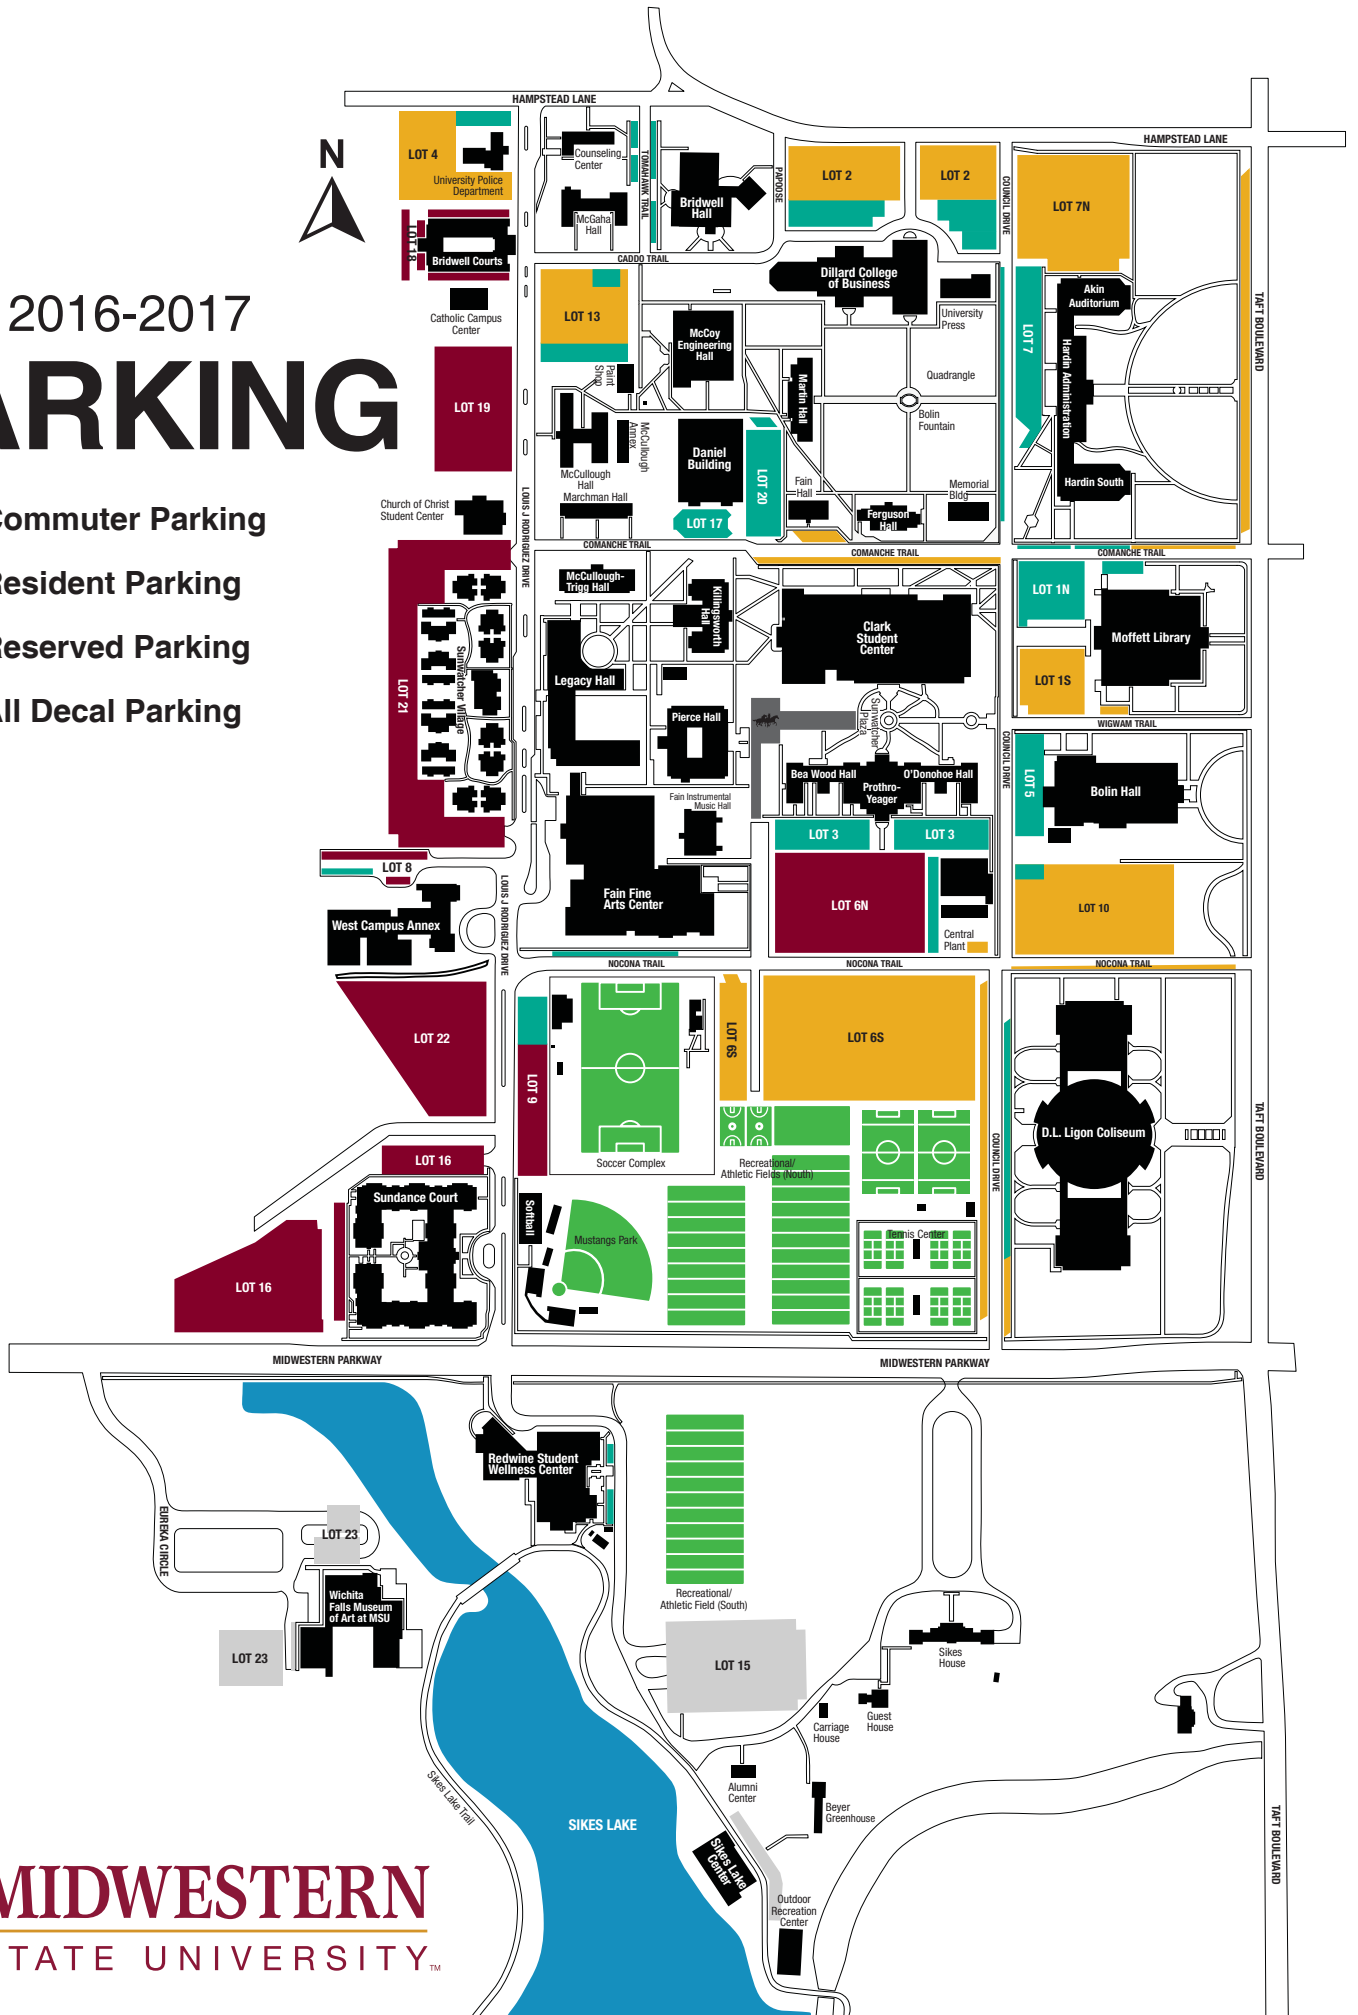 HAMPSTEAD LANE
HAMPSTEAD LANE
N
LOT 4
University Police
Department
Counseling
Center
TOMAHAWK TRAIL
McGaha
Hall
Bridwell
Hall
PAPOOSE
LOT 2
LOT 2
COUNCIL DRIVE
LOT 7N
LOT 18
Bridwell Courts
CADDO TRAIL
Dillard College
of Business
Akin
Auditorium
TAFT BOULEVARD
2016-2017
ARKING
Catholic Campus
Center
LOT 13
McCoy
Engineering
Hall
University
Press
LOT 7
Hardin Administration
Paint
Shop
Martin Hall
Quadrangle
LOT 19
Bolin
Fountain
McCullough
Annex
McCullough
Hall
Daniel
Building
LOT 20
Hardin South
Marchman Hall
Fain
Hall
Memorial
Bldg
Church of Christ
Student Center
LOUIS J RODRIGUEZ DRIVE
LOT 17
Ferguson
Hall
Commuter Parking
Resident Parking
Reserved Parking
All Decal Parking
COMANCHE TRAIL
COMANCHE TRAIL
COMANCHE TRAIL
McCullough-
Trigg Hall
Killingsworth
Hall
Clark
Student
Center
LOT 1N
Moffett Library
LOT 21
Sunwatcher Village
Legacy Hall
LOT 1S
Pierce Hall
Sunwatcher
Plaza
WIGWAM TRAIL
COUNCIL DRIVE
Bea Wood Hall
O'Donohoe Hall
Prothro-
Yeager
LOT 5
Bolin Hall
Fain Instrumental
Music Hall
LOT 3
LOT 3
LOT 8
LOUIS J RODRIGUEZ DRIVE
Fain Fine
Arts Center
LOT 6N
LOT 10
West Campus Annex
Central
Plant
NOCONA TRAIL
NOCONA TRAIL
NOCONA TRAIL
LOT 22
LOT 9
LOT 6S
LOT 6S
D.L. Ligon Coliseum
TAFT BOULEVARD
COUNCIL DRIVE
Soccer Complex
Recreational/
Athletic Fields (Nouth)
LOT 16
Sundance Court
Softball
Mustangs Park
Tennis Center
LOT 16
MIDWESTERN PARKWAY
MIDWESTERN PARKWAY
Redwine Student
Wellness Center
EUREKA CIRCLE
LOT 23
Wichita
Falls Museum
of Art at MSU
Recreational/
Athletic Field (South)
LOT 23
LOT 15
Sikes
House
Guest
House
Carriage
House
Alumni
Center
Beyer
Greenhouse
Sikes Lake Trail
SIKES LAKE
Sikes Lake
Center
TAFT BOULEVARD
Outdoor
Recreation
Center
MIDWESTERN
TATE UNIVERSITY™